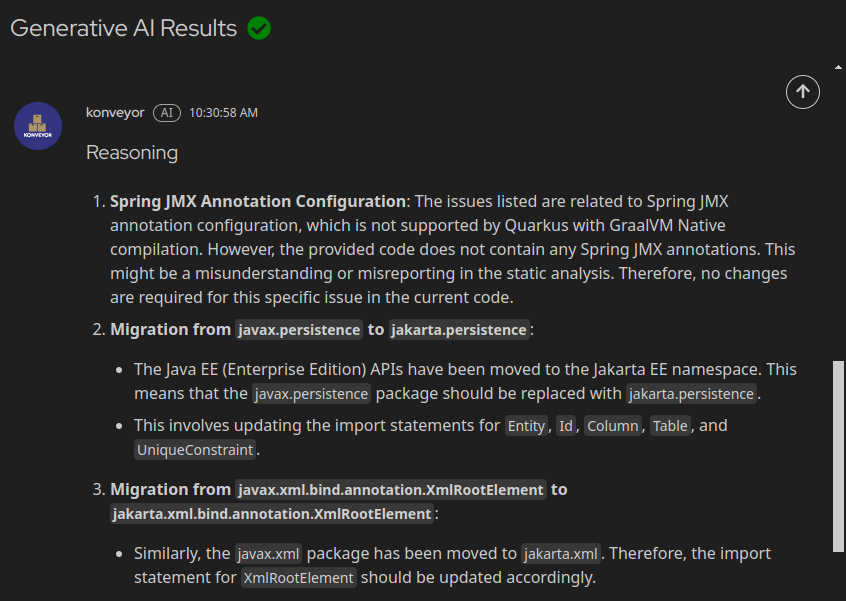 Generative AI Results
konveyor AI 10:30:58 AM
KONVEYOR
Reasoning
1. Spring JMX Annotation Configuration: The issues listed are related to Spring JMX
annotation configuration, which is not supported by Quarkus with GraalVM Native
compilation. However, the provided code does not contain any Spring JMX annotations. This
might be a misunderstanding or misreporting in the static analysis. Therefore, no changes
are required for this specific issue in the current code.
2. Migration from javax.persistence to jakarta.persistence:
• The Java EE (Enterprise Edition) APIs have been moved to the Jakarta EE namespace. This
means that the javax.persistence package should be replaced with jakarta.persistence.
• This involves updating the import statements for Entity, Id, Column, Table, and
UniqueConstraint.
3. Migration from javax.xml.bind.annotation.XmlRootElement to
jakarta.xml.bind.annotation.XmlRootElement:
• Similarly, the javax.xml package has been moved to jakarta.xml. Therefore, the import
statement for XmlRootElement should be updated accordingly.